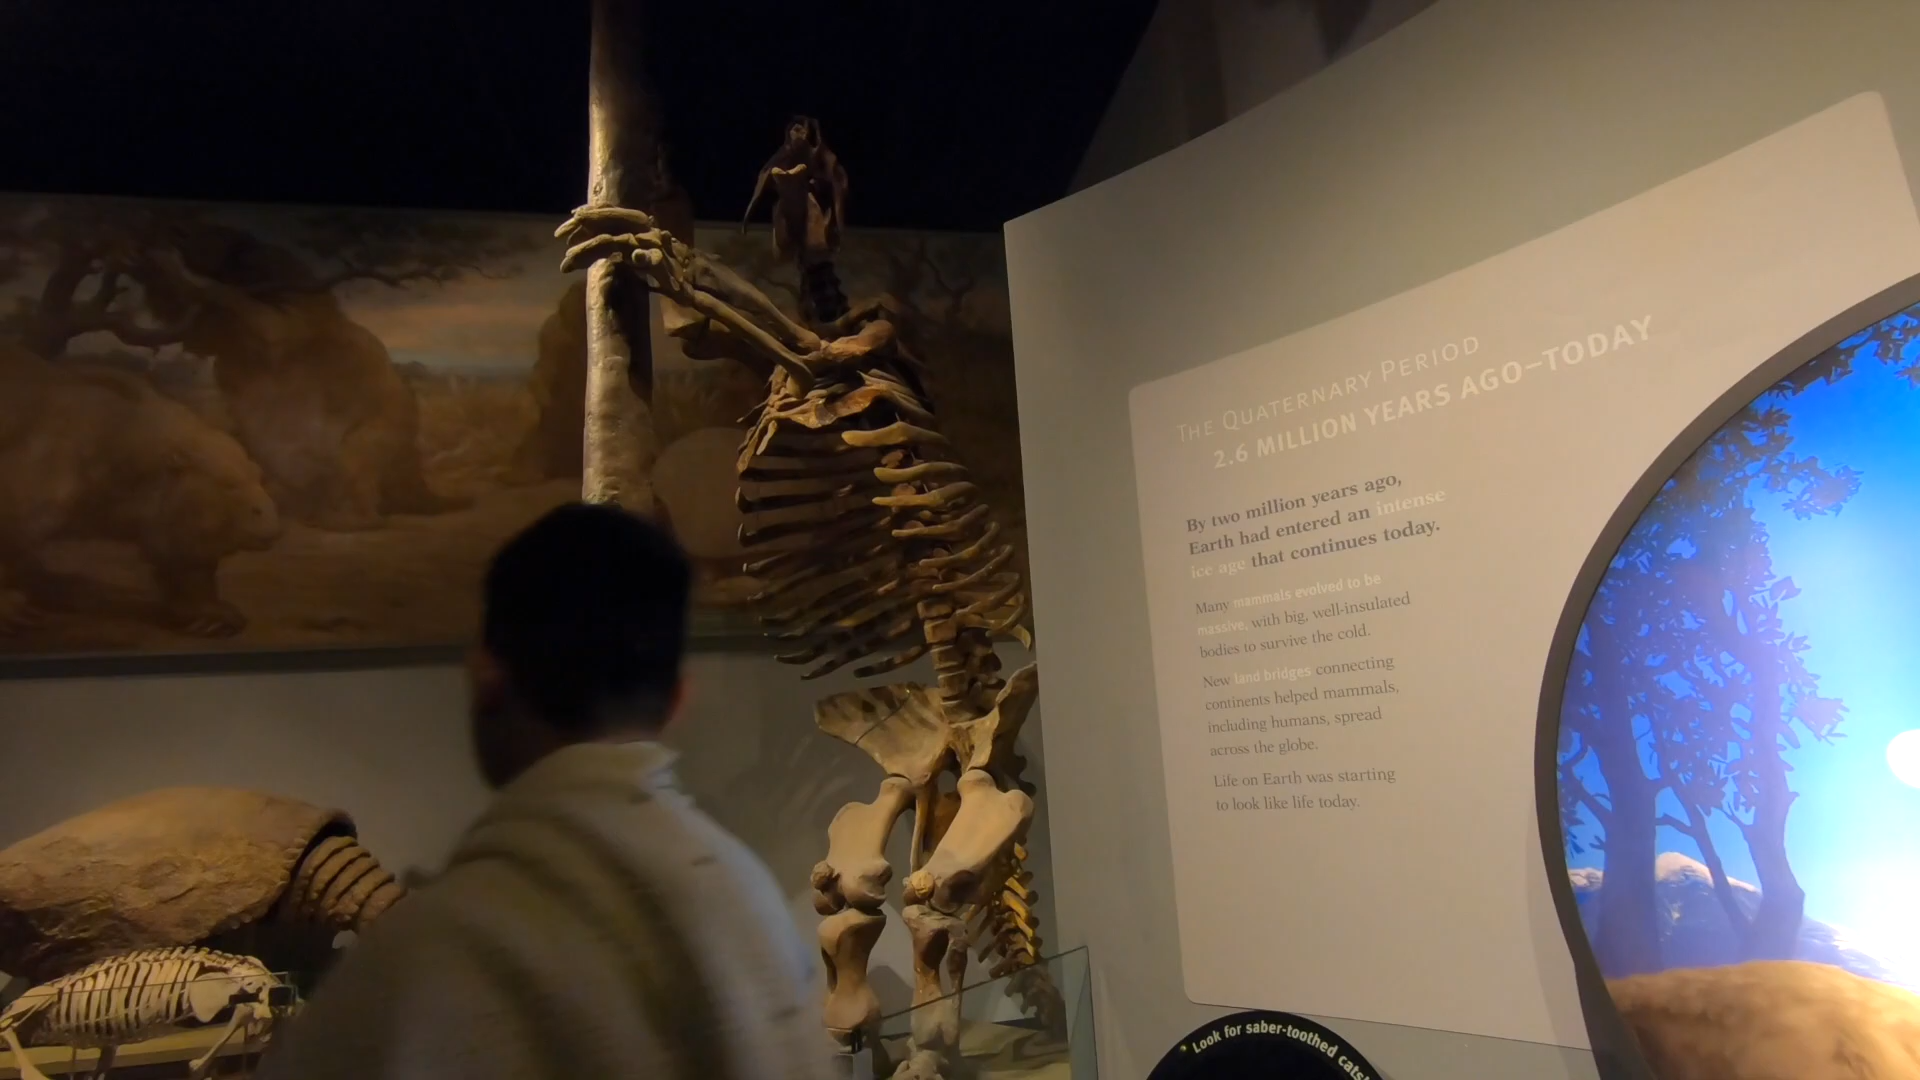 THE QUATERNARY PERIOD
2.6 MILLION YEARS AGO–TODAY
By two million years ago,
Earth had entered an intense
ice age that continues today.
Many mammals evolved to be
massive, with big, well-insulated
bodies to survive the cold.
New land bridges connecting
continents helped mammals,
including humans, spread
across the globe.
Life on Earth was starting
to look like life today.
Look for saber-toothed cats!